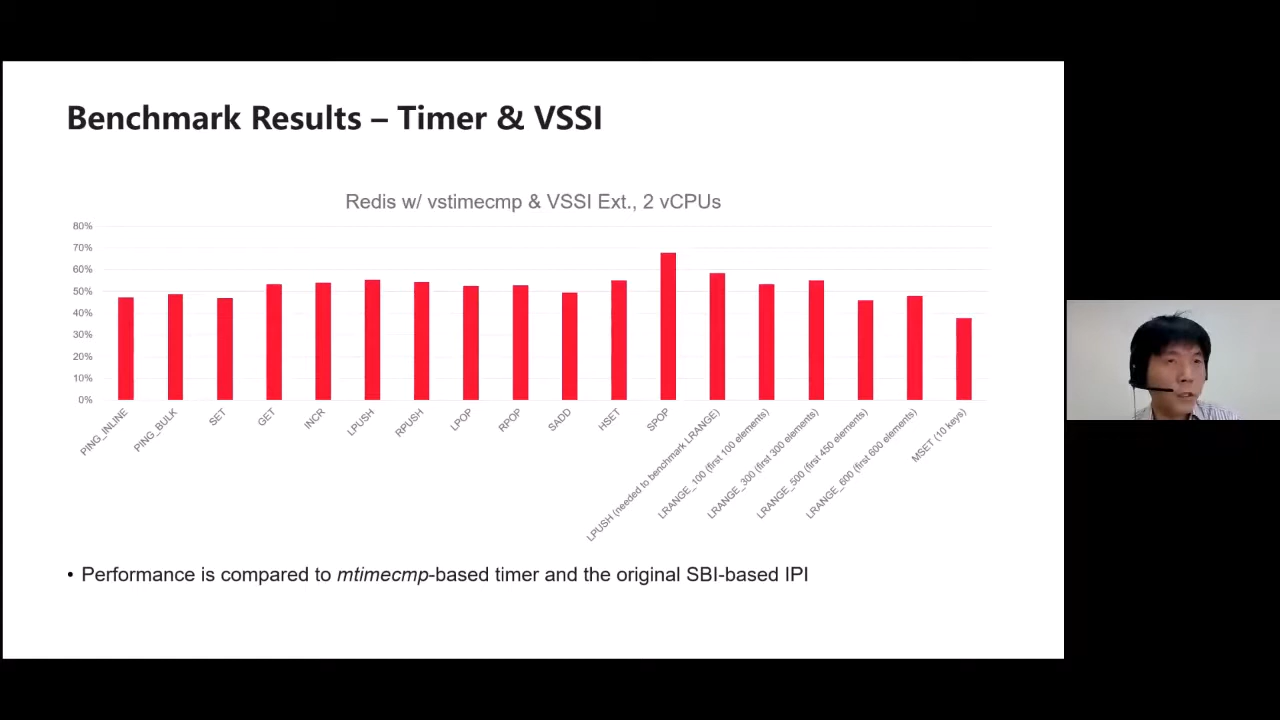 Benchmark Results – Timer & VSSI
Redis w/ vstimecmp & VSSI Ext., 2 vCPUs
80%
70%
60%
50%
40%
30%
20%
10%
0%
PING_INLINE
PING_BULK
SET
GET
INCR
LPUSH
RPUSH
LPOP
RPOP
SADD
HSET
SPOP
LPUSH (needed to benchmark LRANGE)
LRANGE_100 (first 100 elements)
LRANGE_300 (first 300 elements)
LRANGE_500 (first 450 elements)
LRANGE_600 (first 600 elements)
MSET (10 keys)
• Performance is compared to mtimecmp-based timer and the original SBI-based IPI